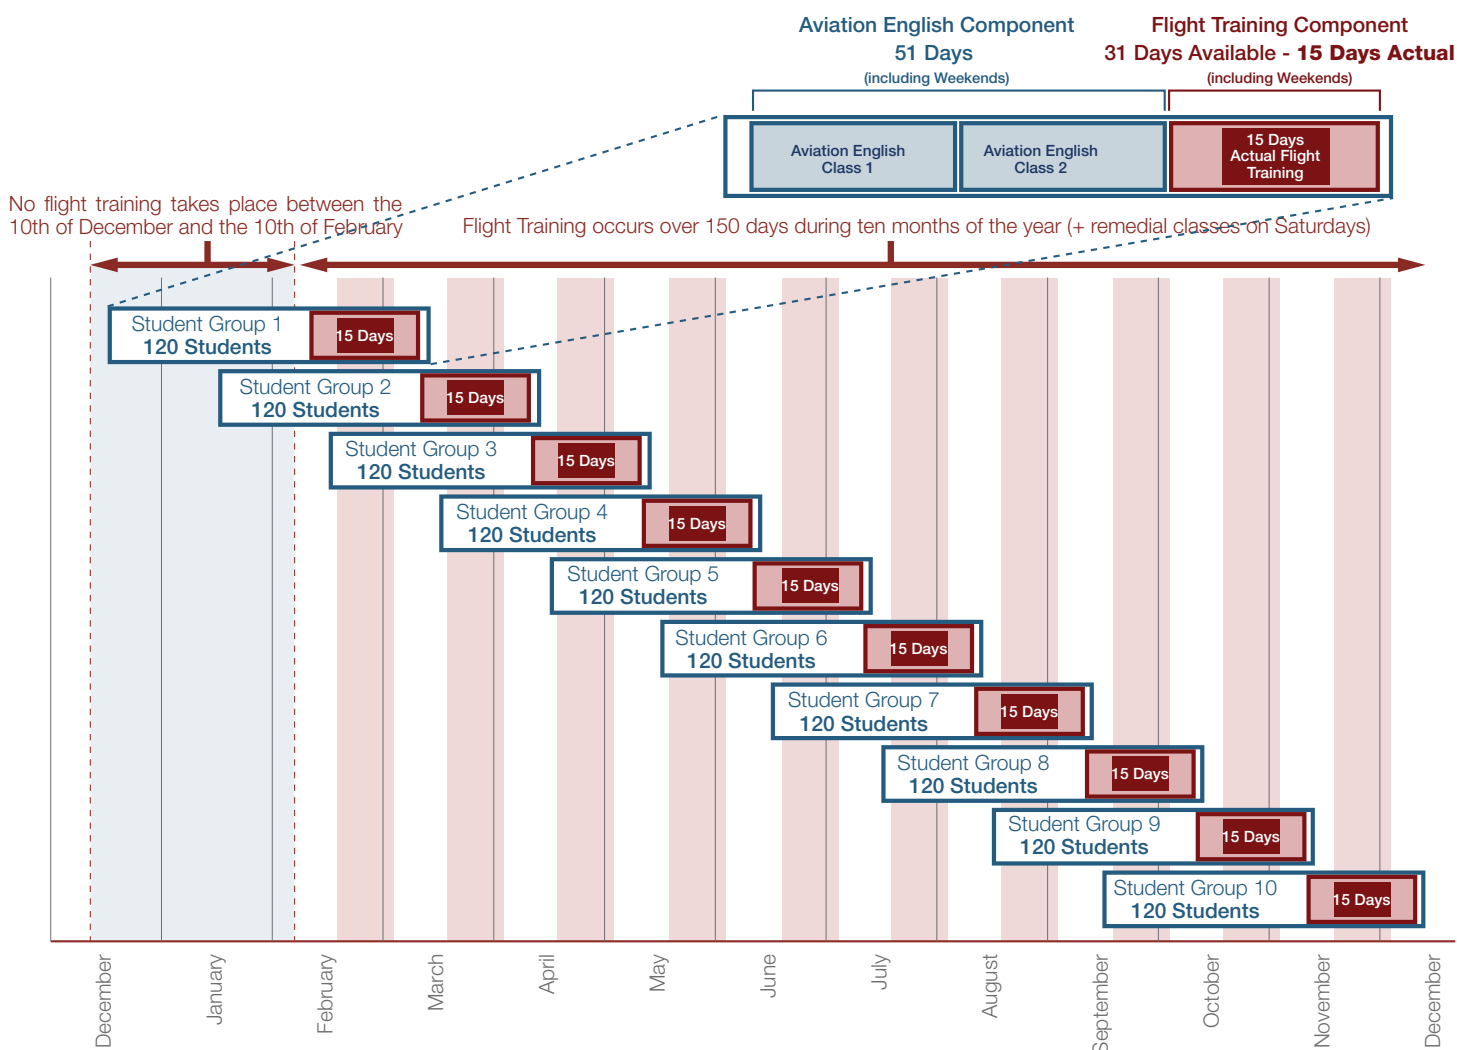 Aviation English Component
51 Days
(including Weekends)
Flight Training Component
31 Days Available - 15 Days Actual
(including Weekends)
Aviation English
Class 1
Aviation English
Class 2
15 Days
Actual Flight
Training
No flight training takes place between the
10th of December and the 10th of February
Flight Training occurs over 150 days during ten months of the year (+ remedial classes on Saturdays)
Student Group 1
120 Students
15 Days
Student Group 2
120 Students
15 Days
Student Group 3
120 Students
15 Days
Student Group 4
120 Students
15 Days
Student Group 5
120 Students
15 Days
Student Group 6
120 Students
15 Days
Student Group 7
120 Students
15 Days
Student Group 8
120 Students
15 Days
Student Group 9
120 Students
15 Days
Student Group 10
120 Students
15 Days
December
January
February
March
April
May
June
July
August
September
October
November
December